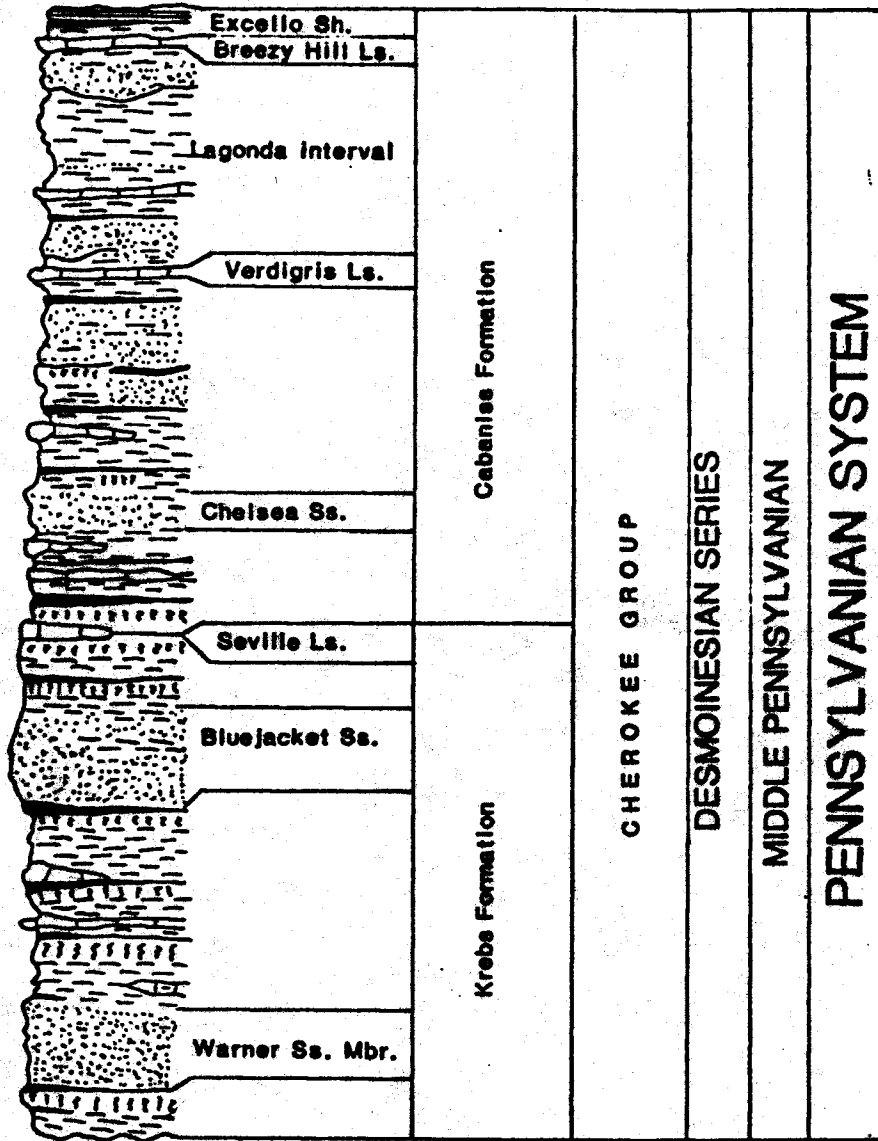 Excello Sh.
Breezy Hill Ls.
Lagonda interval
Verdigris Ls.
Chelsea Ss.
Seville Ls.
Bluejacket Ss.
Warner Ss. Mbr.
Cabaniss Formation
Krebs Formation
CHEROKEE GROUP
DESMOINESIAN SERIES
MIDDLE PENNSYLVANIAN
PENNSYLVANIAN SYSTEM